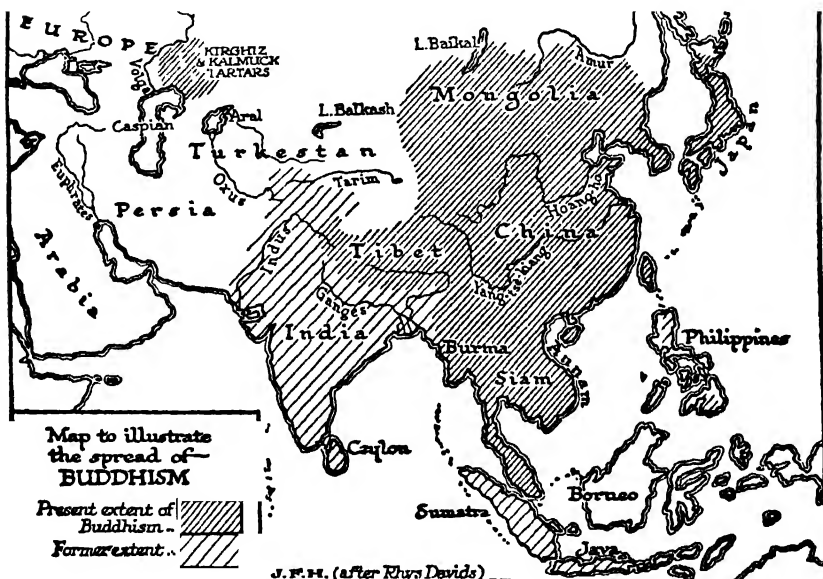 EUROPE
Volga
KIRGHIZ
& KALMUCK
TARTARS
L.Baikal
Amur
Mongolia
Caspian
Aral
L.Balkash
Turkestan
Japan
Oxus
Tarim
Euphrates
Persia
Hoang-ho
China
Arabia
Indus
Tibet
Yang-tse-kiang
Ganges
India
Burma
Annam
Philippines
Siam
Map to illustrate
the spread of—
BUDDHISM
Ceylon
Present extent of
Buddhism ..
Former extent ..
Sumatra
Borneo
Java
J.F.H. (after Rhys Davids)